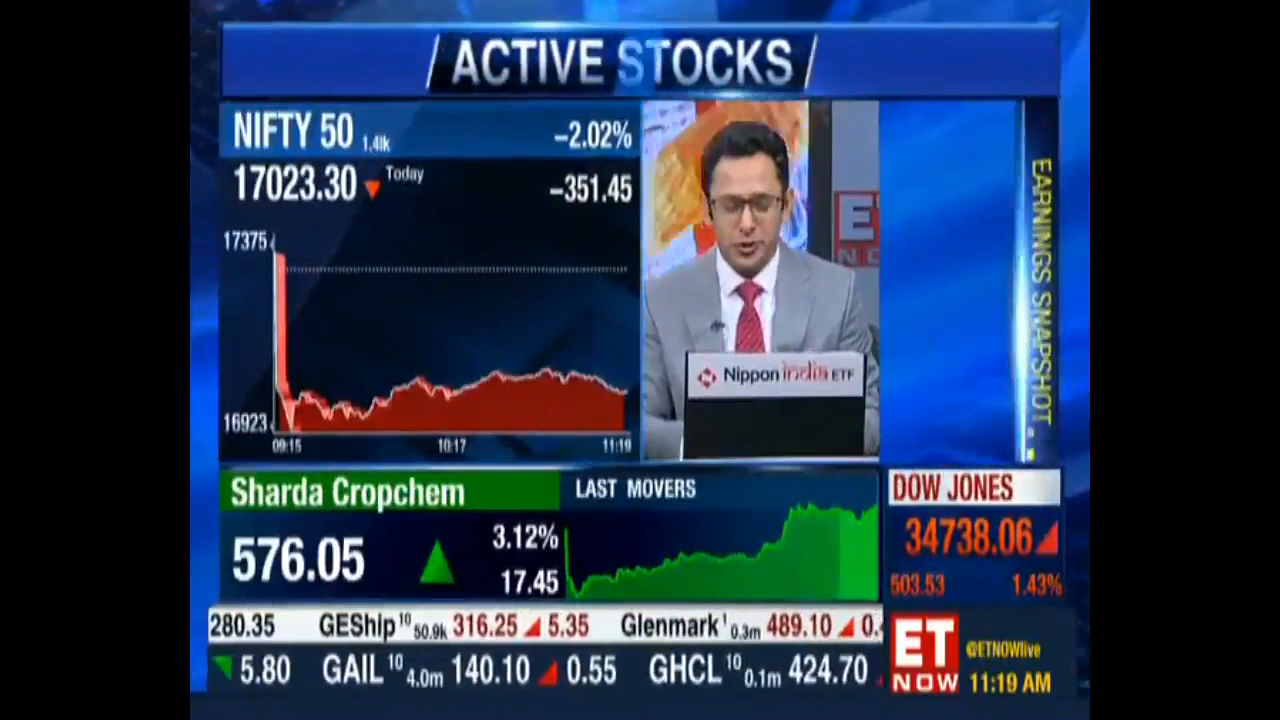 ACTIVE STOCKS
NIFTY 50 1.41k -2.02%
17023.30 Today -351.45
17375
16923
09:15 10:17 11:19
ET
NO
Nippon india ETF
EARNINGS SNAPSHOT
Sharda Cropchem
576.05
3.12%
17.45
LAST MOVERS
DOW JONES
34738.06
503.53 1.43%
280.35 GEShip 10 50.9k 316.25 5.35 Glenmark 1 0.3m 489.10
5.80 GAIL 10 4.0m 140.10 0.55 GHCL 10 0.1m 424.70
ET
NOW
@ETNOWlive
11:19 AM